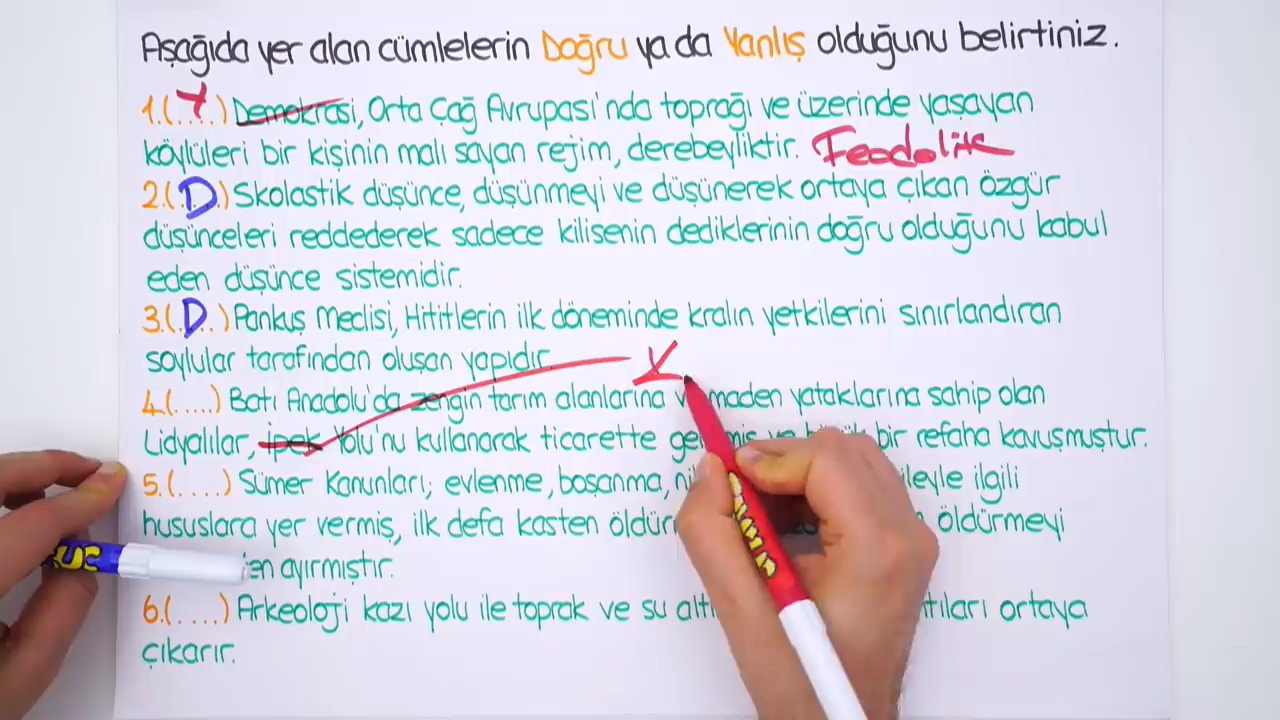 Aşağıda yer alan cümlelerin Doğru ya da Yanlış olduğunu belirtiniz.
1.(.Y..) Demokrasi, Orta Çağ Avrupası'nda toprağı ve üzerinde yaşayan
köylüleri bir kişinin malı sayan rejim, derebeyliktir. Feodalite
2.(.D..) Skolastik düşünce, düşünmeyi ve düşünerek ortaya çıkan özgür
düşünceleri reddederek sadece kilisenin dediklerinin doğru olduğunu kabul
eden düşünce sistemidir.
3.(.D..) Pankuş Meclisi, Hititlerin ilk döneminde kralın yetkilerini sınırlandıran
soylular tarafından oluşan yapıdır.
4.(....) Batı Anadolu'da zengin tarım alanlarına maden yataklarına sahip olan
Lidyalılar, İpek Yolu'nu kullanarak ticarette bir refaha kavuşmuştur.
5.(....) Sümer Kanunları; evlenme, boşanma, ileyle ilgili
hususlara yer vermiş, ilk defa kasten öldürmeyi
ayırmıştır.
6.(....) Arkeoloji kazı yolu ile toprak ve su ortaya
çıkarır.